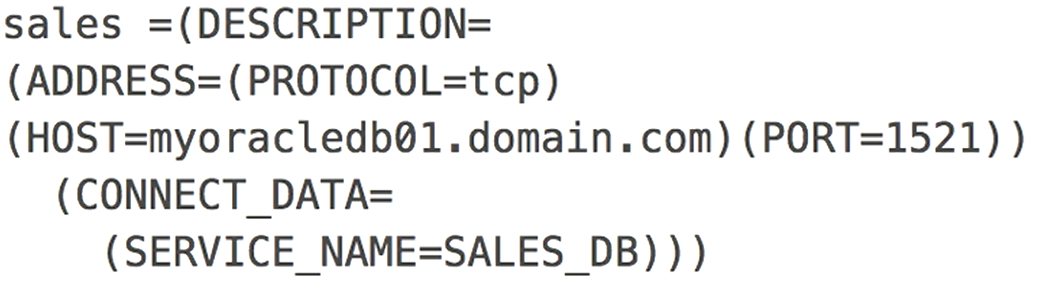 sales =(DESCRIPTION=
(ADDRESS=(PROTOCOL=tcp)
(HOST=myoracledb01.domain.com)(PORT=1521))
  (CONNECT_DATA=
    (SERVICE_NAME=SALES_DB)))